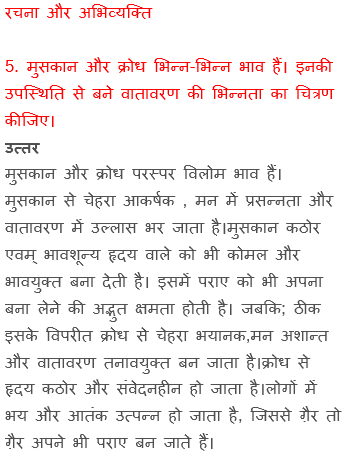 रचना और अभिव्यक्ति
5. मुसकान और क्रोध भिन्न-भिन्न भाव हैं। इनकी
उपस्थिति से बने वातावरण की भिन्नता का चित्रण
कीजिए।
उत्तर
मुसकान और क्रोध परस्पर विलोम भाव हैं।
मुसकान से चेहरा आकर्षक , मन में प्रसन्नता और
वातावरण में उल्लास भर जाता है।मुसकान कठोर
एवम् भावशून्य हृदय वाले को भी कोमल और
भावयुक्त बना देती है। इसमें पराए को भी अपना
बना लेने की अद्भुत क्षमता होती है। जबकि; ठीक
इसके विपरीत क्रोध से चेहरा भयानक,मन अशान्त
और वातावरण तनावयुक्त बन जाता है।क्रोध से
हृदय कठोर और संवेदनहीन हो जाता है।लोगों में
भय और आतंक उत्पन्न हो जाता है, जिससे ग़ैर तो
ग़ैर अपने भी पराए बन जाते हैं।